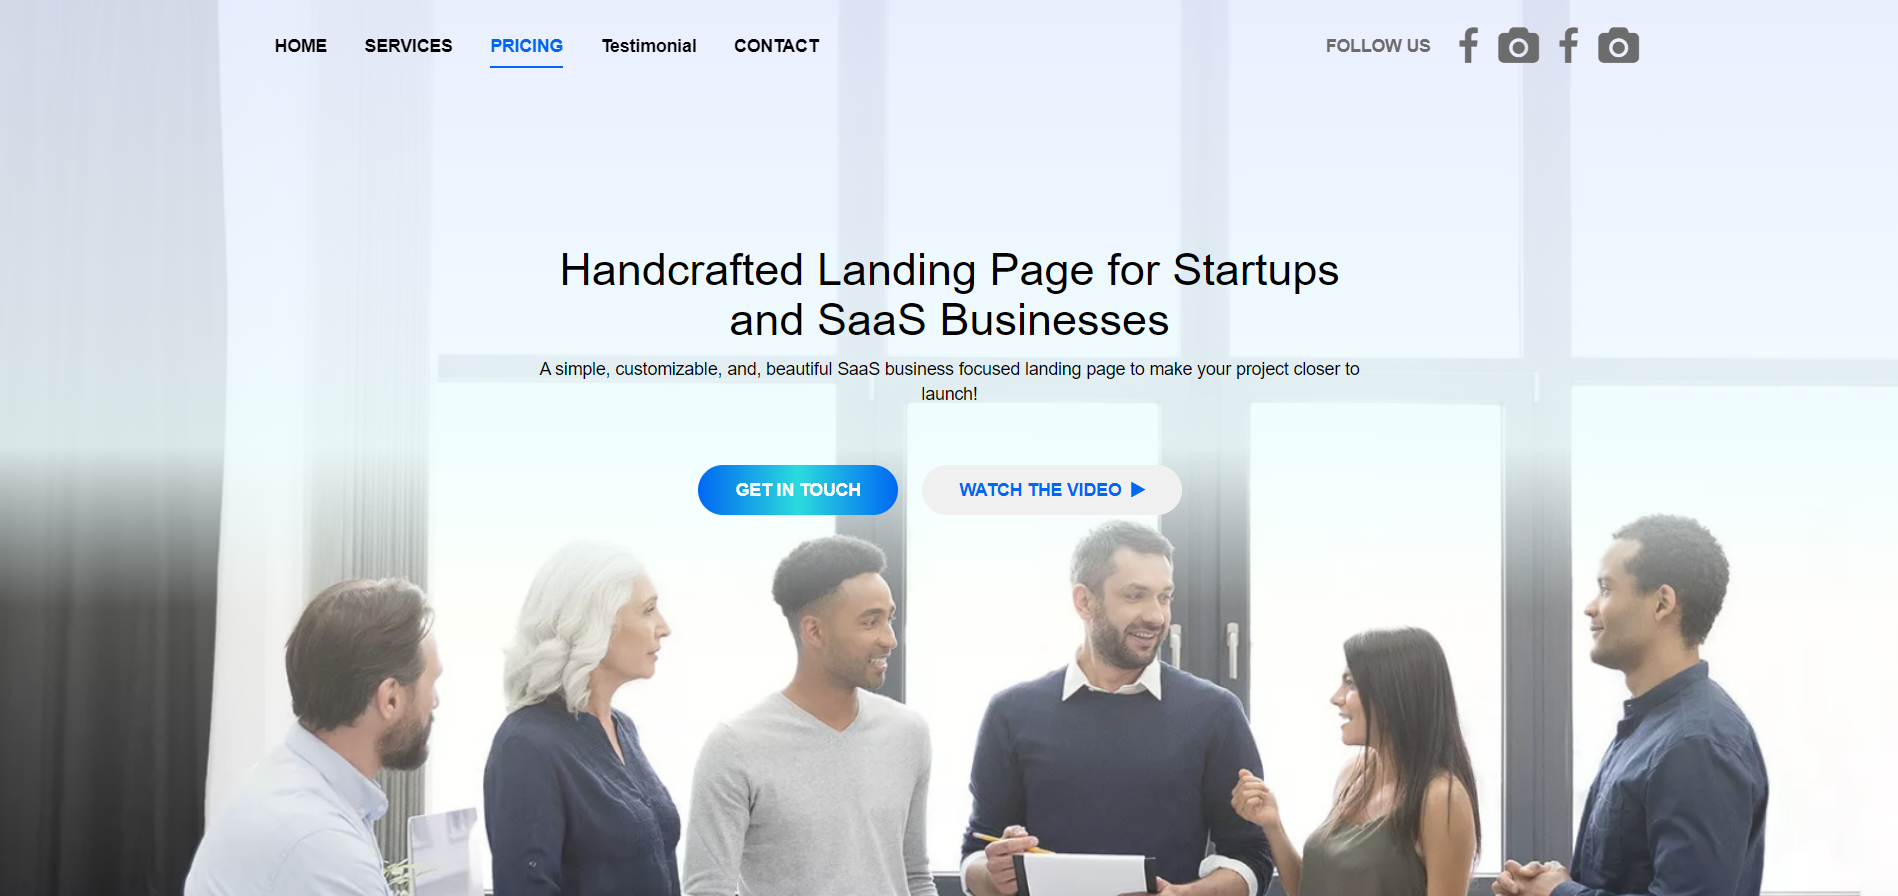 HOME SERVICES PRICING Testimonial CONTACT FOLLOW US
Handcrafted Landing Page for Startups
and SaaS Businesses
A simple, customizable, and, beautiful SaaS business focused landing page to make your project closer to
launch!
GET IN TOUCH WATCH THE VIDEO